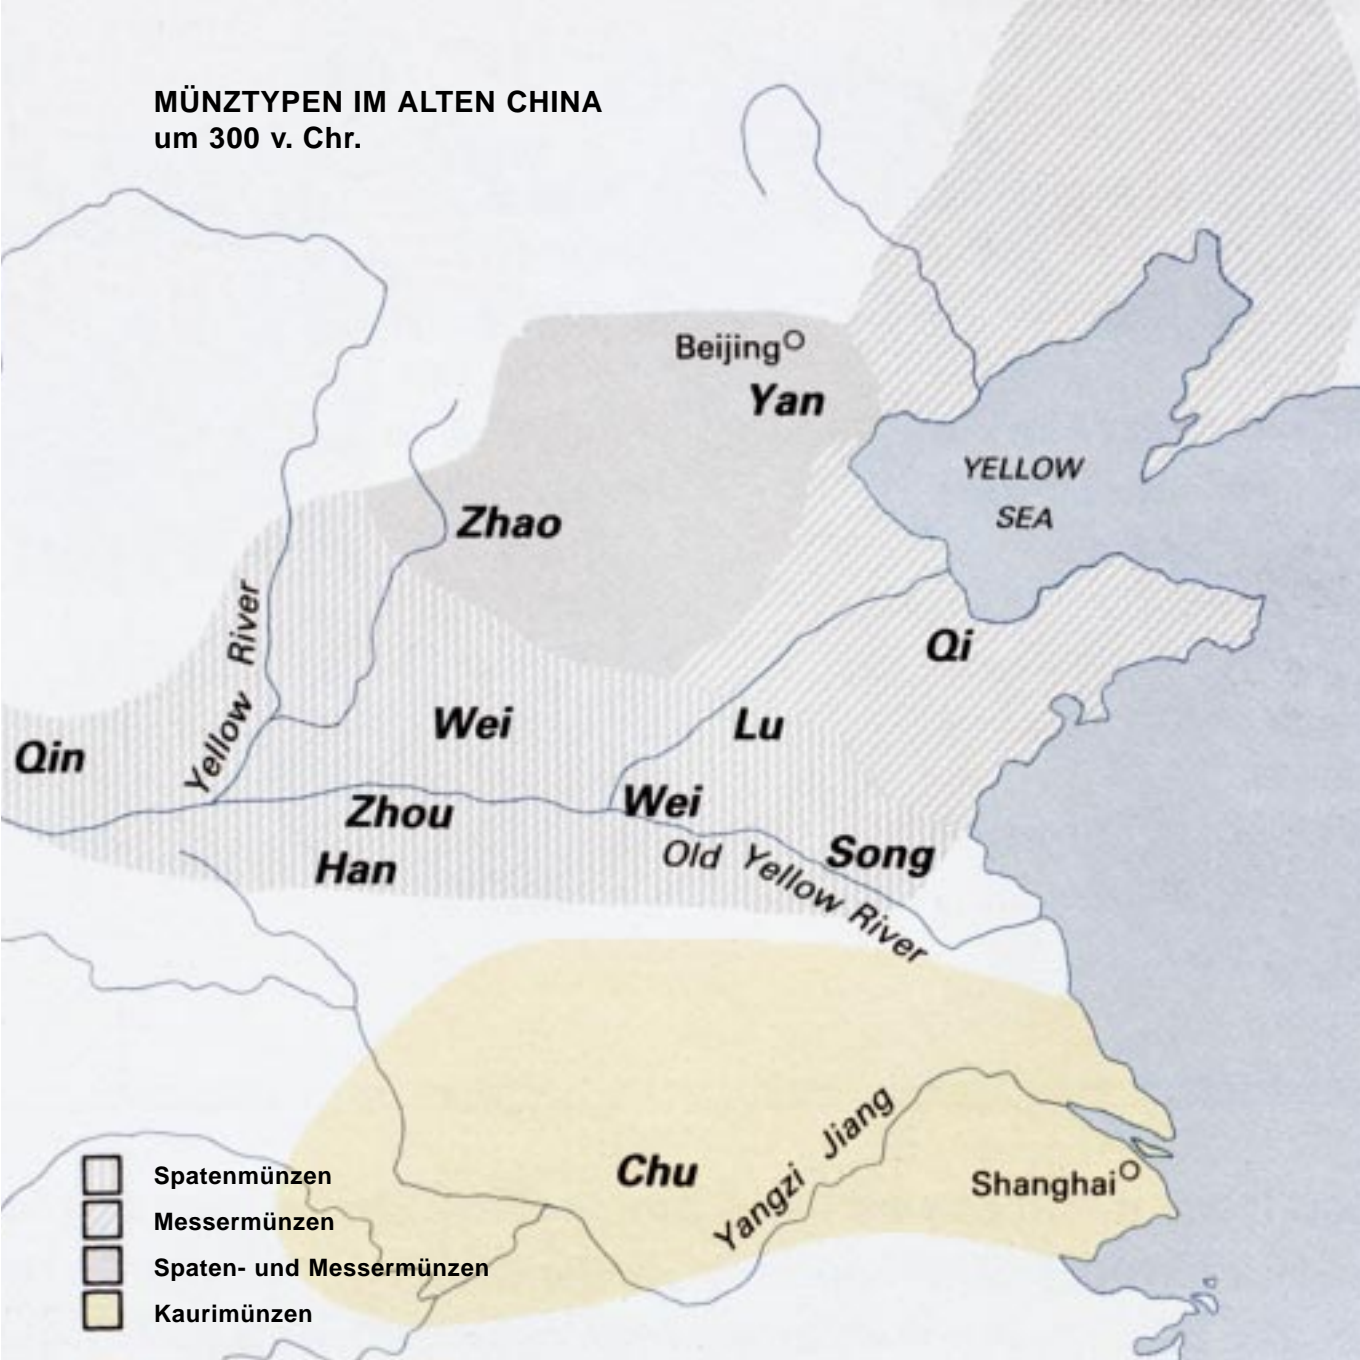 MÜNZTYPEN IM ALTEN CHINA
um 300 v. Chr.
Beijing
Yan
YELLOW
SEA
Zhao
Yellow River
Qi
Wei
Lu
Qin
Zhou
Wei
Han
Old Yellow River
Song
Chu
Yangzi Jiang
Shanghai
Spatenmünzen
Messermünzen
Spaten- und Messermünzen
Kaurimünzen